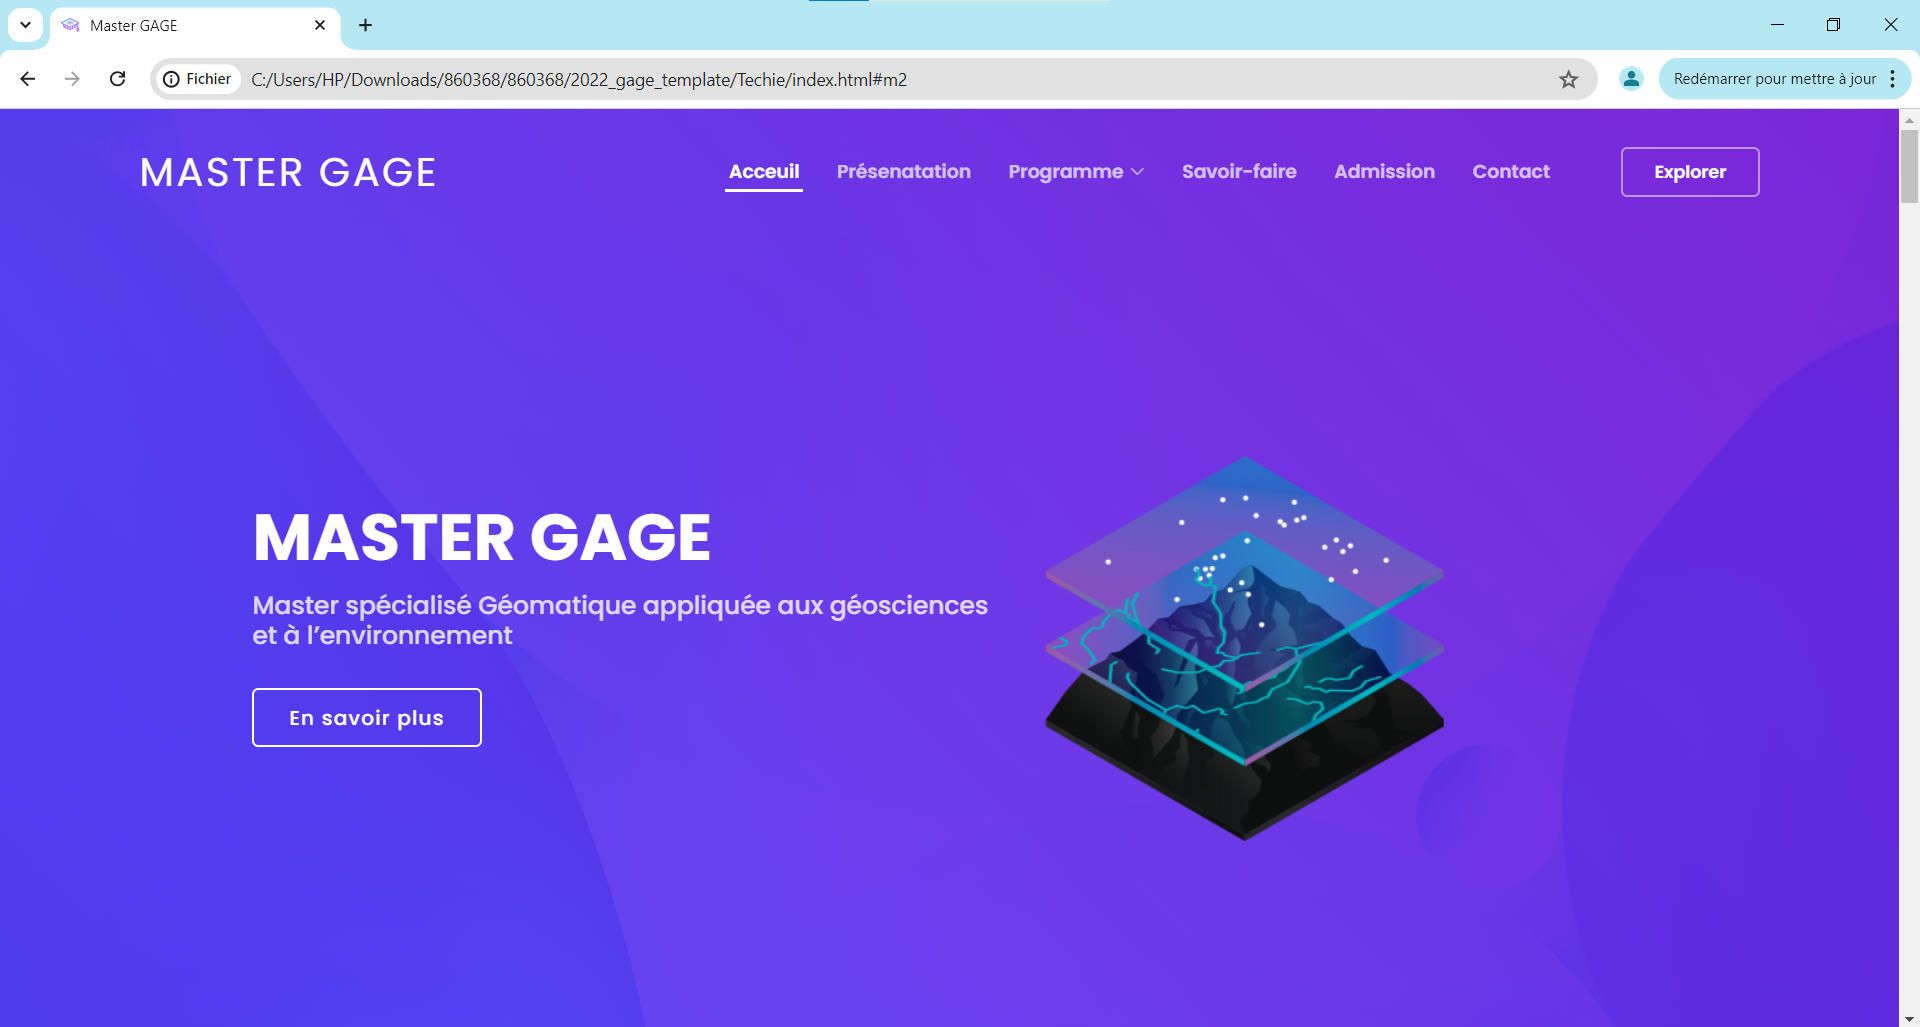 Master GAGE
Fichier
C:/Users/HP/Downloads/860368/860368/2022_gage_template/Techie/index.html#m2
Redémarrer pour mettre à jour
MASTER GAGE
Acceuil
Présenatation
Programme
Savoir-faire
Admission
Contact
Explorer
MASTER GAGE
Master spécialisé Géomatique appliquée aux géosciences
et à l’environnement
En savoir plus